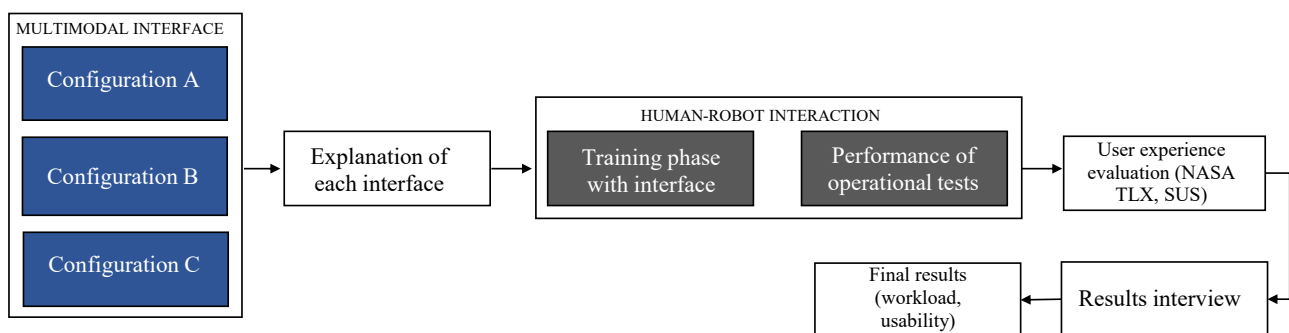 MULTIMODAL INTERFACE
Configuration A
Configuration B
Configuration C
Explanation of
each interface
HUMAN-ROBOT INTERACTION
Training phase
with interface
Performance of
operational tests
User experience
evaluation (NASA
TLX, SUS)
Results interview
Final results
(workload,
usability)